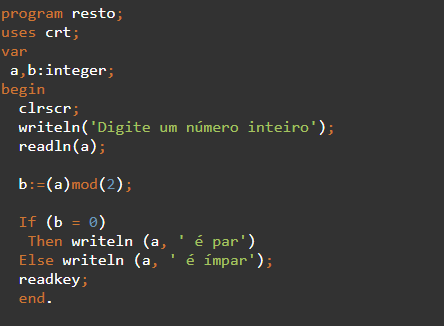 program resto;
uses crt;
var
 a,b:integer;
begin
  clrscr;
  writeln('Digite um número inteiro');
  readln(a);

  b:=(a)mod(2);

  If (b = 0)
   Then writeln (a, ' é par')
  Else writeln (a, ' é ímpar');
  readkey;
  end.